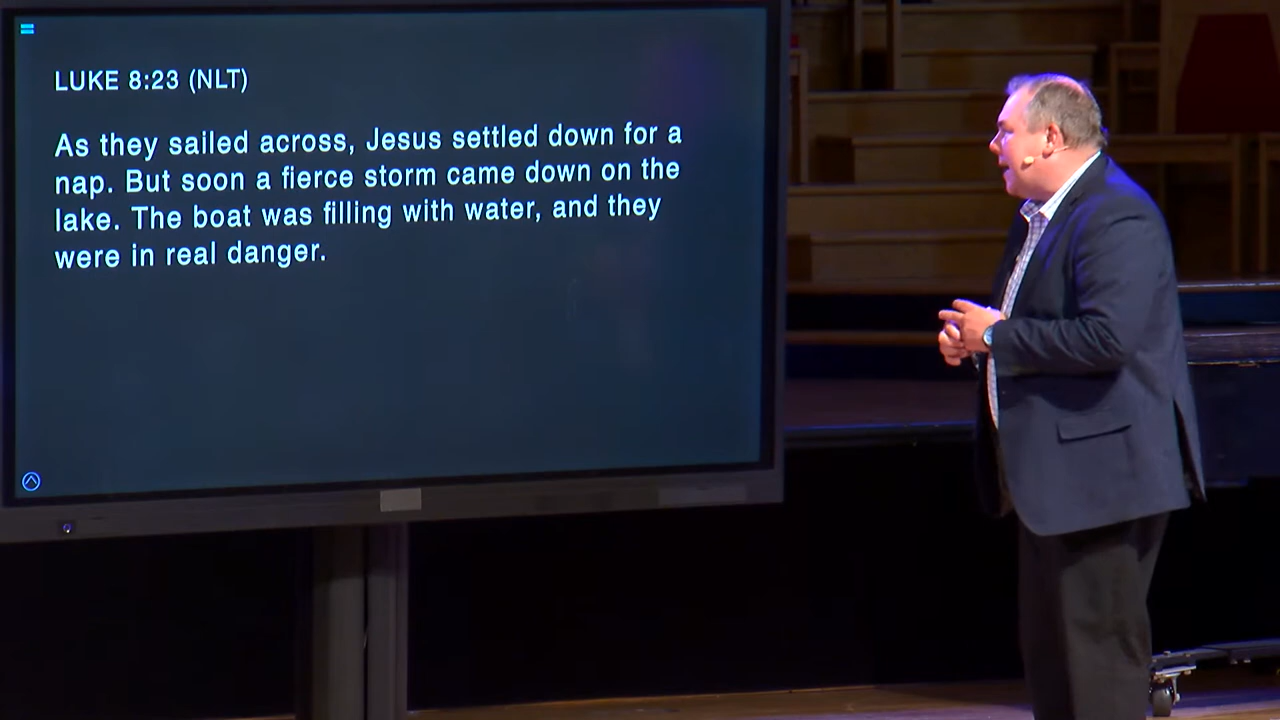 LUKE 8:23 (NLT)
As they sailed across, Jesus settled down for a
nap. But soon a fierce storm came down on the
lake. The boat was filling with water, and they
were in real danger.